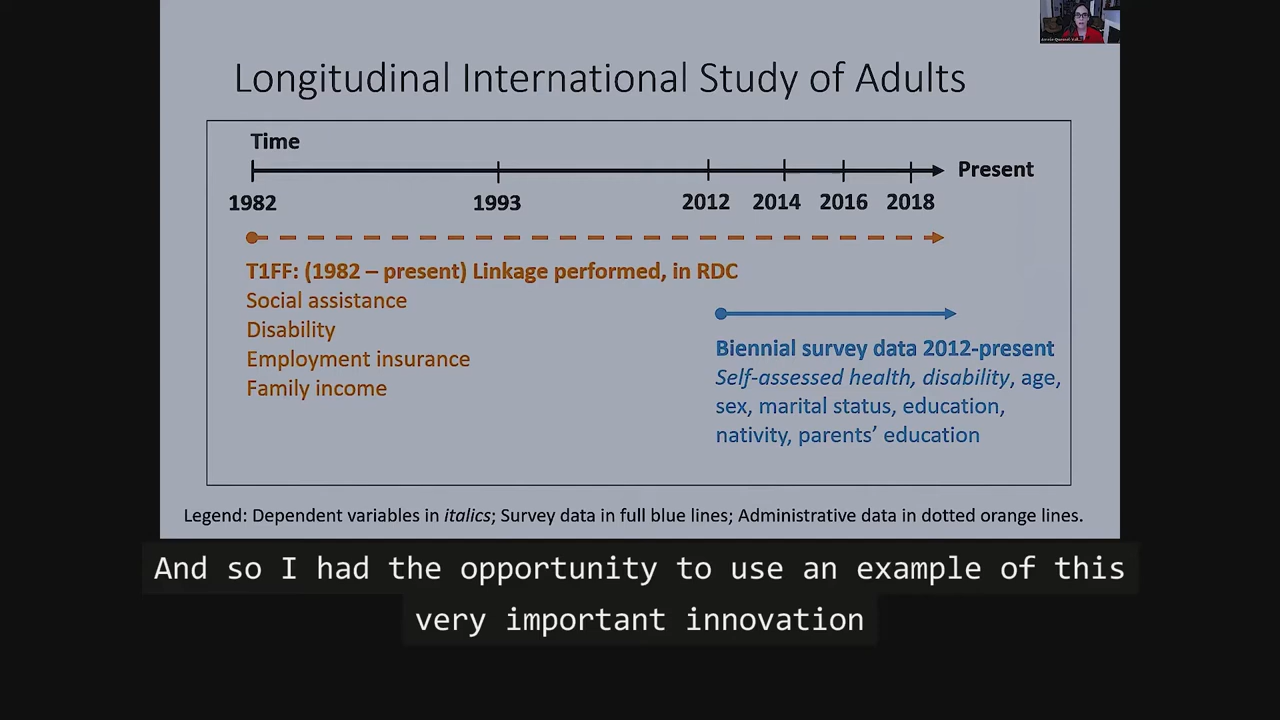 Longitudinal International Study of Adults
Time
Present
1982 1993 2012 2014 2016 2018
T1FF: (1982 – present) Linkage performed, in RDC
Social assistance
Disability
Employment insurance
Family income
Biennial survey data 2012-present
Self-assessed health, disability, age,
sex, marital status, education,
nativity, parents’ education
Legend: Dependent variables in italics; Survey data in full blue lines; Administrative data in dotted orange lines.
And so I had the opportunity to use an example of this
very important innovation